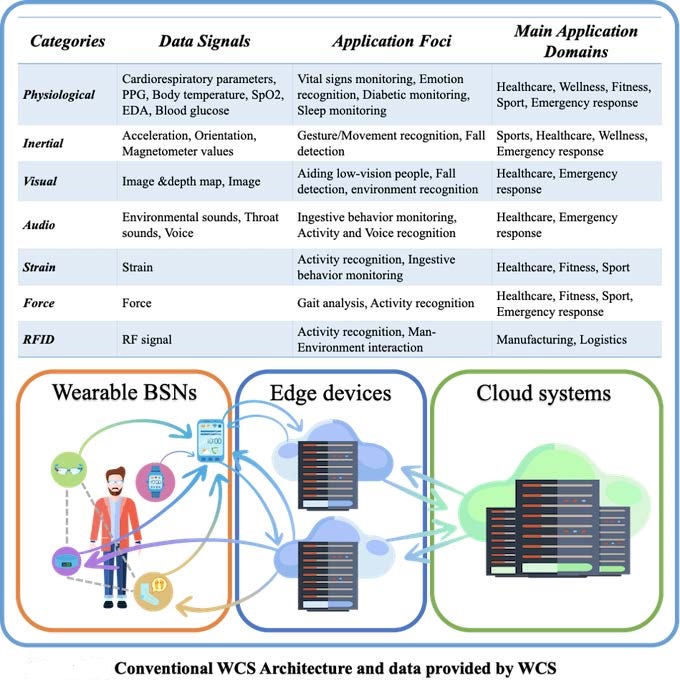 Categories Data Signals Application Foci Main Application Domains
Physiological
Cardiorespiratory parameters,
PPG, Body temperature, SpO2,
EDA, Blood glucose
Vital signs monitoring, Emotion
recognition, Diabetic monitoring,
Sleep monitoring
Healthcare, Wellness, Fitness,
Sport, Emergency response
Inertial
Acceleration, Orientation,
Magnetometer values
Gesture/Movement recognition, Fall
detection
Sports, Healthcare, Wellness,
Emergency response
Visual
Image &depth map, Image
Aiding low-vision people, Fall
detection, environment recognition
Healthcare, Emergency
response
Audio
Environmental sounds, Throat
sounds, Voice
Ingestive behavior monitoring,
Activity and Voice recognition
Healthcare, Emergency
response
Strain
Strain
Activity recognition, Ingestive
behavior monitoring
Healthcare, Fitness, Sport
Force
Force
Gait analysis, Activity recognition
Healthcare, Fitness, Sport,
Emergency response
RFID
RF signal
Activity recognition, Man-
Environment interaction
Manufacturing, Logistics
Wearable BSNs
Edge devices
Cloud systems
10:00
Conventional WCS Architecture and data provided by WCS